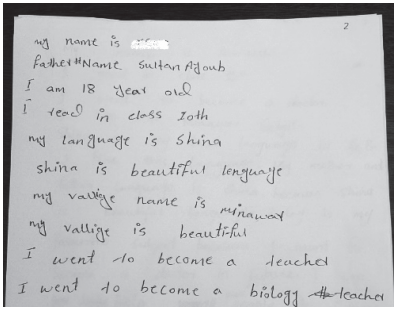 2
my name is
father#Name Sultan Ayoub
I am 18 year old
I read in class 10th
my language is Shina
shina is beautiful lenguage
my vallige name is minawar
my vallige is beautiful
I went to become a teacher
I went to become a biology teacher